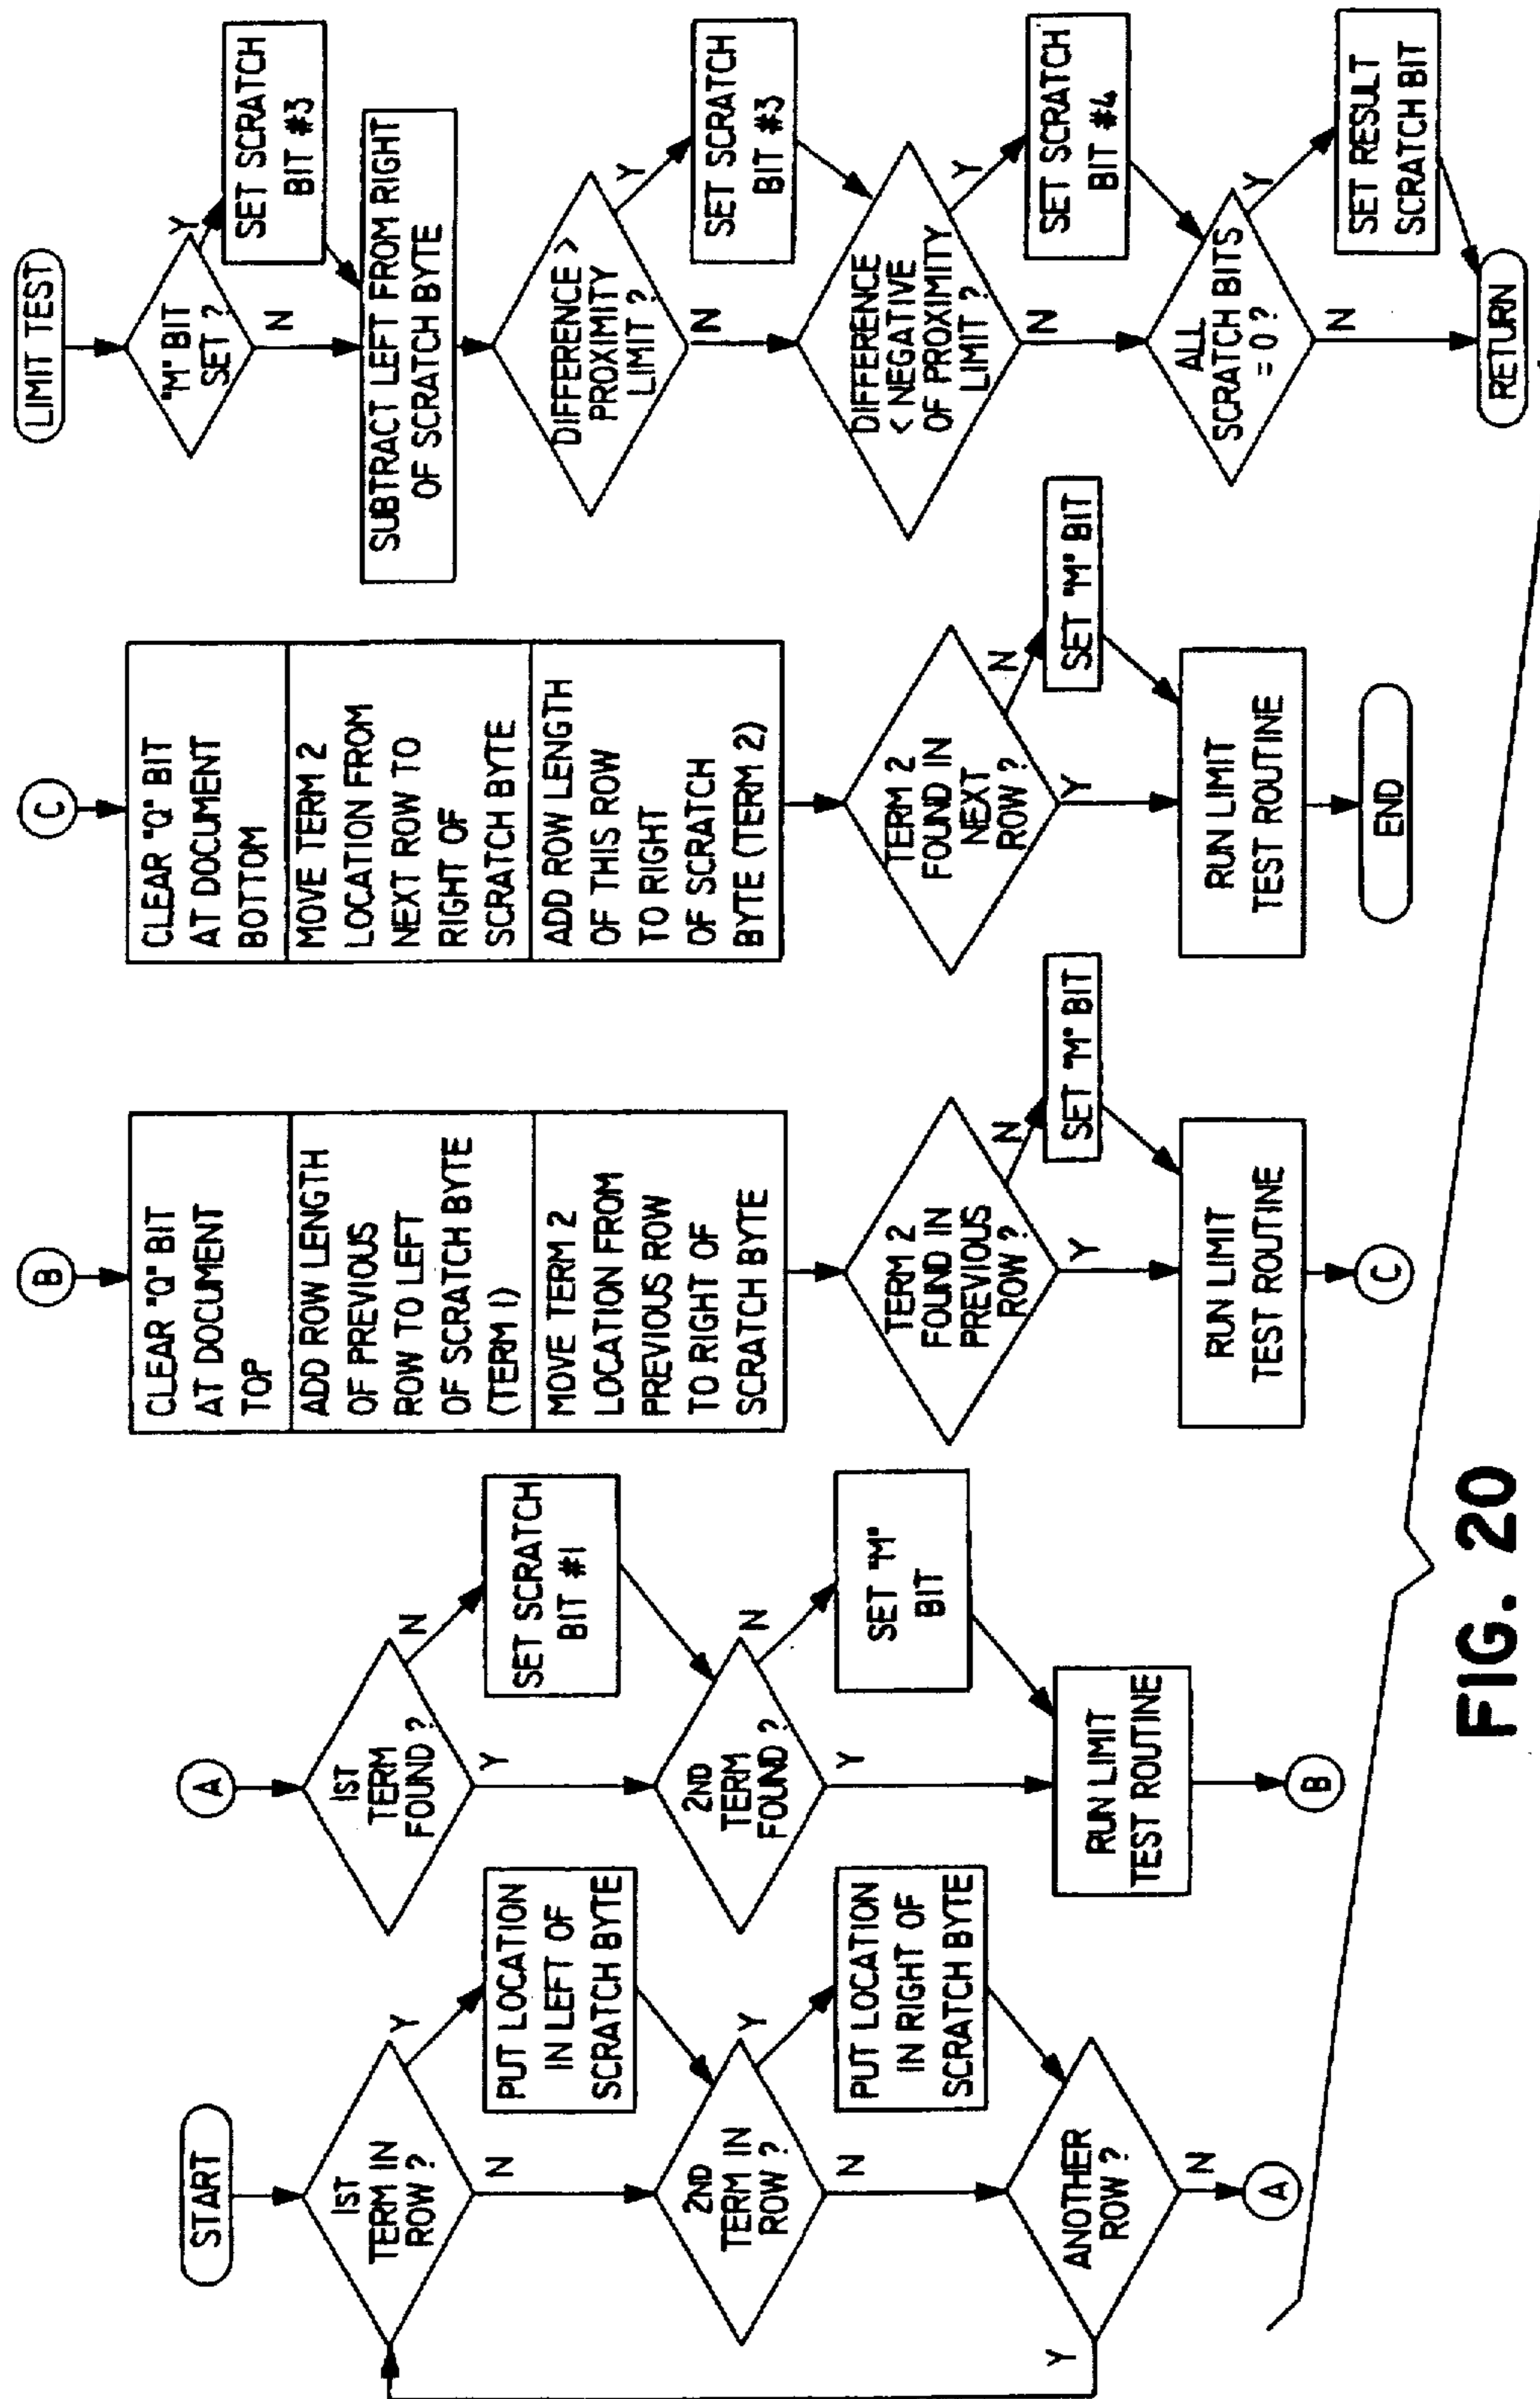 START
1ST
TERM IN
ROW ?
Y
N
PUT LOCATION
IN LEFT OF
SCRATCH BYTE
2ND
TERM IN
ROW ?
Y
N
PUT LOCATION
IN RIGHT OF
SCRATCH BYTE
ANOTHER
ROW ?
Y
N
A
A
1ST
TERM
FOUND ?
N
Y
SET SCRATCH
BIT #1
2ND
TERM
FOUND ?
N
Y
SET "M"
BIT
RUN LIMIT
TEST ROUTINE
B
B
CLEAR "Q" BIT
AT DOCUMENT
TOP
ADD ROW LENGTH
OF PREVIOUS
ROW TO LEFT
OF SCRATCH BYTE
(TERM 1)
MOVE TERM 2
LOCATION FROM
PREVIOUS ROW
TO RIGHT OF
SCRATCH BYTE
TERM 2
FOUND IN
PREVIOUS
ROW ?
N
Y
SET "M" BIT
RUN LIMIT
TEST ROUTINE
C
C
CLEAR "Q" BIT
AT DOCUMENT
BOTTOM
MOVE TERM 2
LOCATION FROM
NEXT ROW TO
RIGHT OF
SCRATCH BYTE
ADD ROW LENGTH
OF THIS ROW
TO RIGHT
OF SCRATCH
BYTE (TERM 2)
TERM 2
FOUND IN
NEXT
ROW ?
N
Y
SET "M" BIT
RUN LIMIT
TEST ROUTINE
END
LIMIT TEST
"M" BIT
SET ?
Y
N
SET SCRATCH
BIT #3
SUBTRACT LEFT FROM RIGHT
OF SCRATCH BYTE
DIFFERENCE >
PROXIMITY
LIMIT ?
Y
N
SET SCRATCH
BIT #3
DIFFERENCE
< NEGATIVE
OF PROXIMITY
LIMIT ?
Y
N
SET SCRATCH
BIT #4
ALL
SCRATCH BITS
= 0 ?
Y
N
SET RESULT
SCRATCH BIT
RETURN
FIG. 20